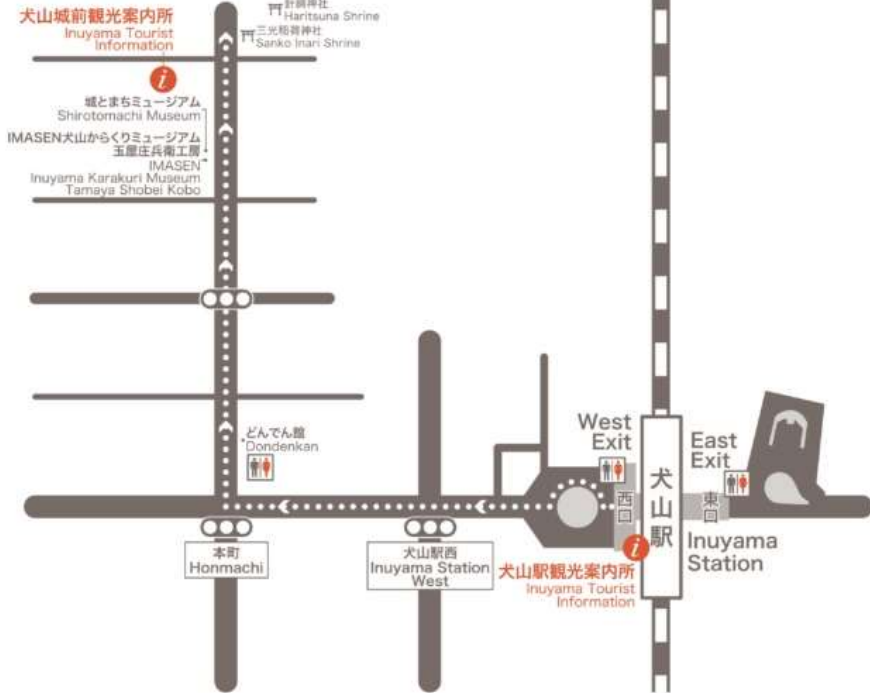 針綱神社
Haritsuna Shrine
三光稲荷神社
Sanko Inari Shrine
犬山城前観光案内所
Inuyama Tourist
Information
i
城とまちミュージアム
Shirotomachi Museum
IMASEN犬山からくりミュージアム
玉屋庄兵衛工房
IMASEN
Inuyama Karakuri Museum
Tamaya Shobei Kobo
どんでん館
Dondenkan
West
Exit
East
Exit
西口
犬山駅
東口
Inuyama
Station
本町
Honmachi
犬山駅西
Inuyama Station
West
i
犬山駅観光案内所
Inuyama Tourist
Information